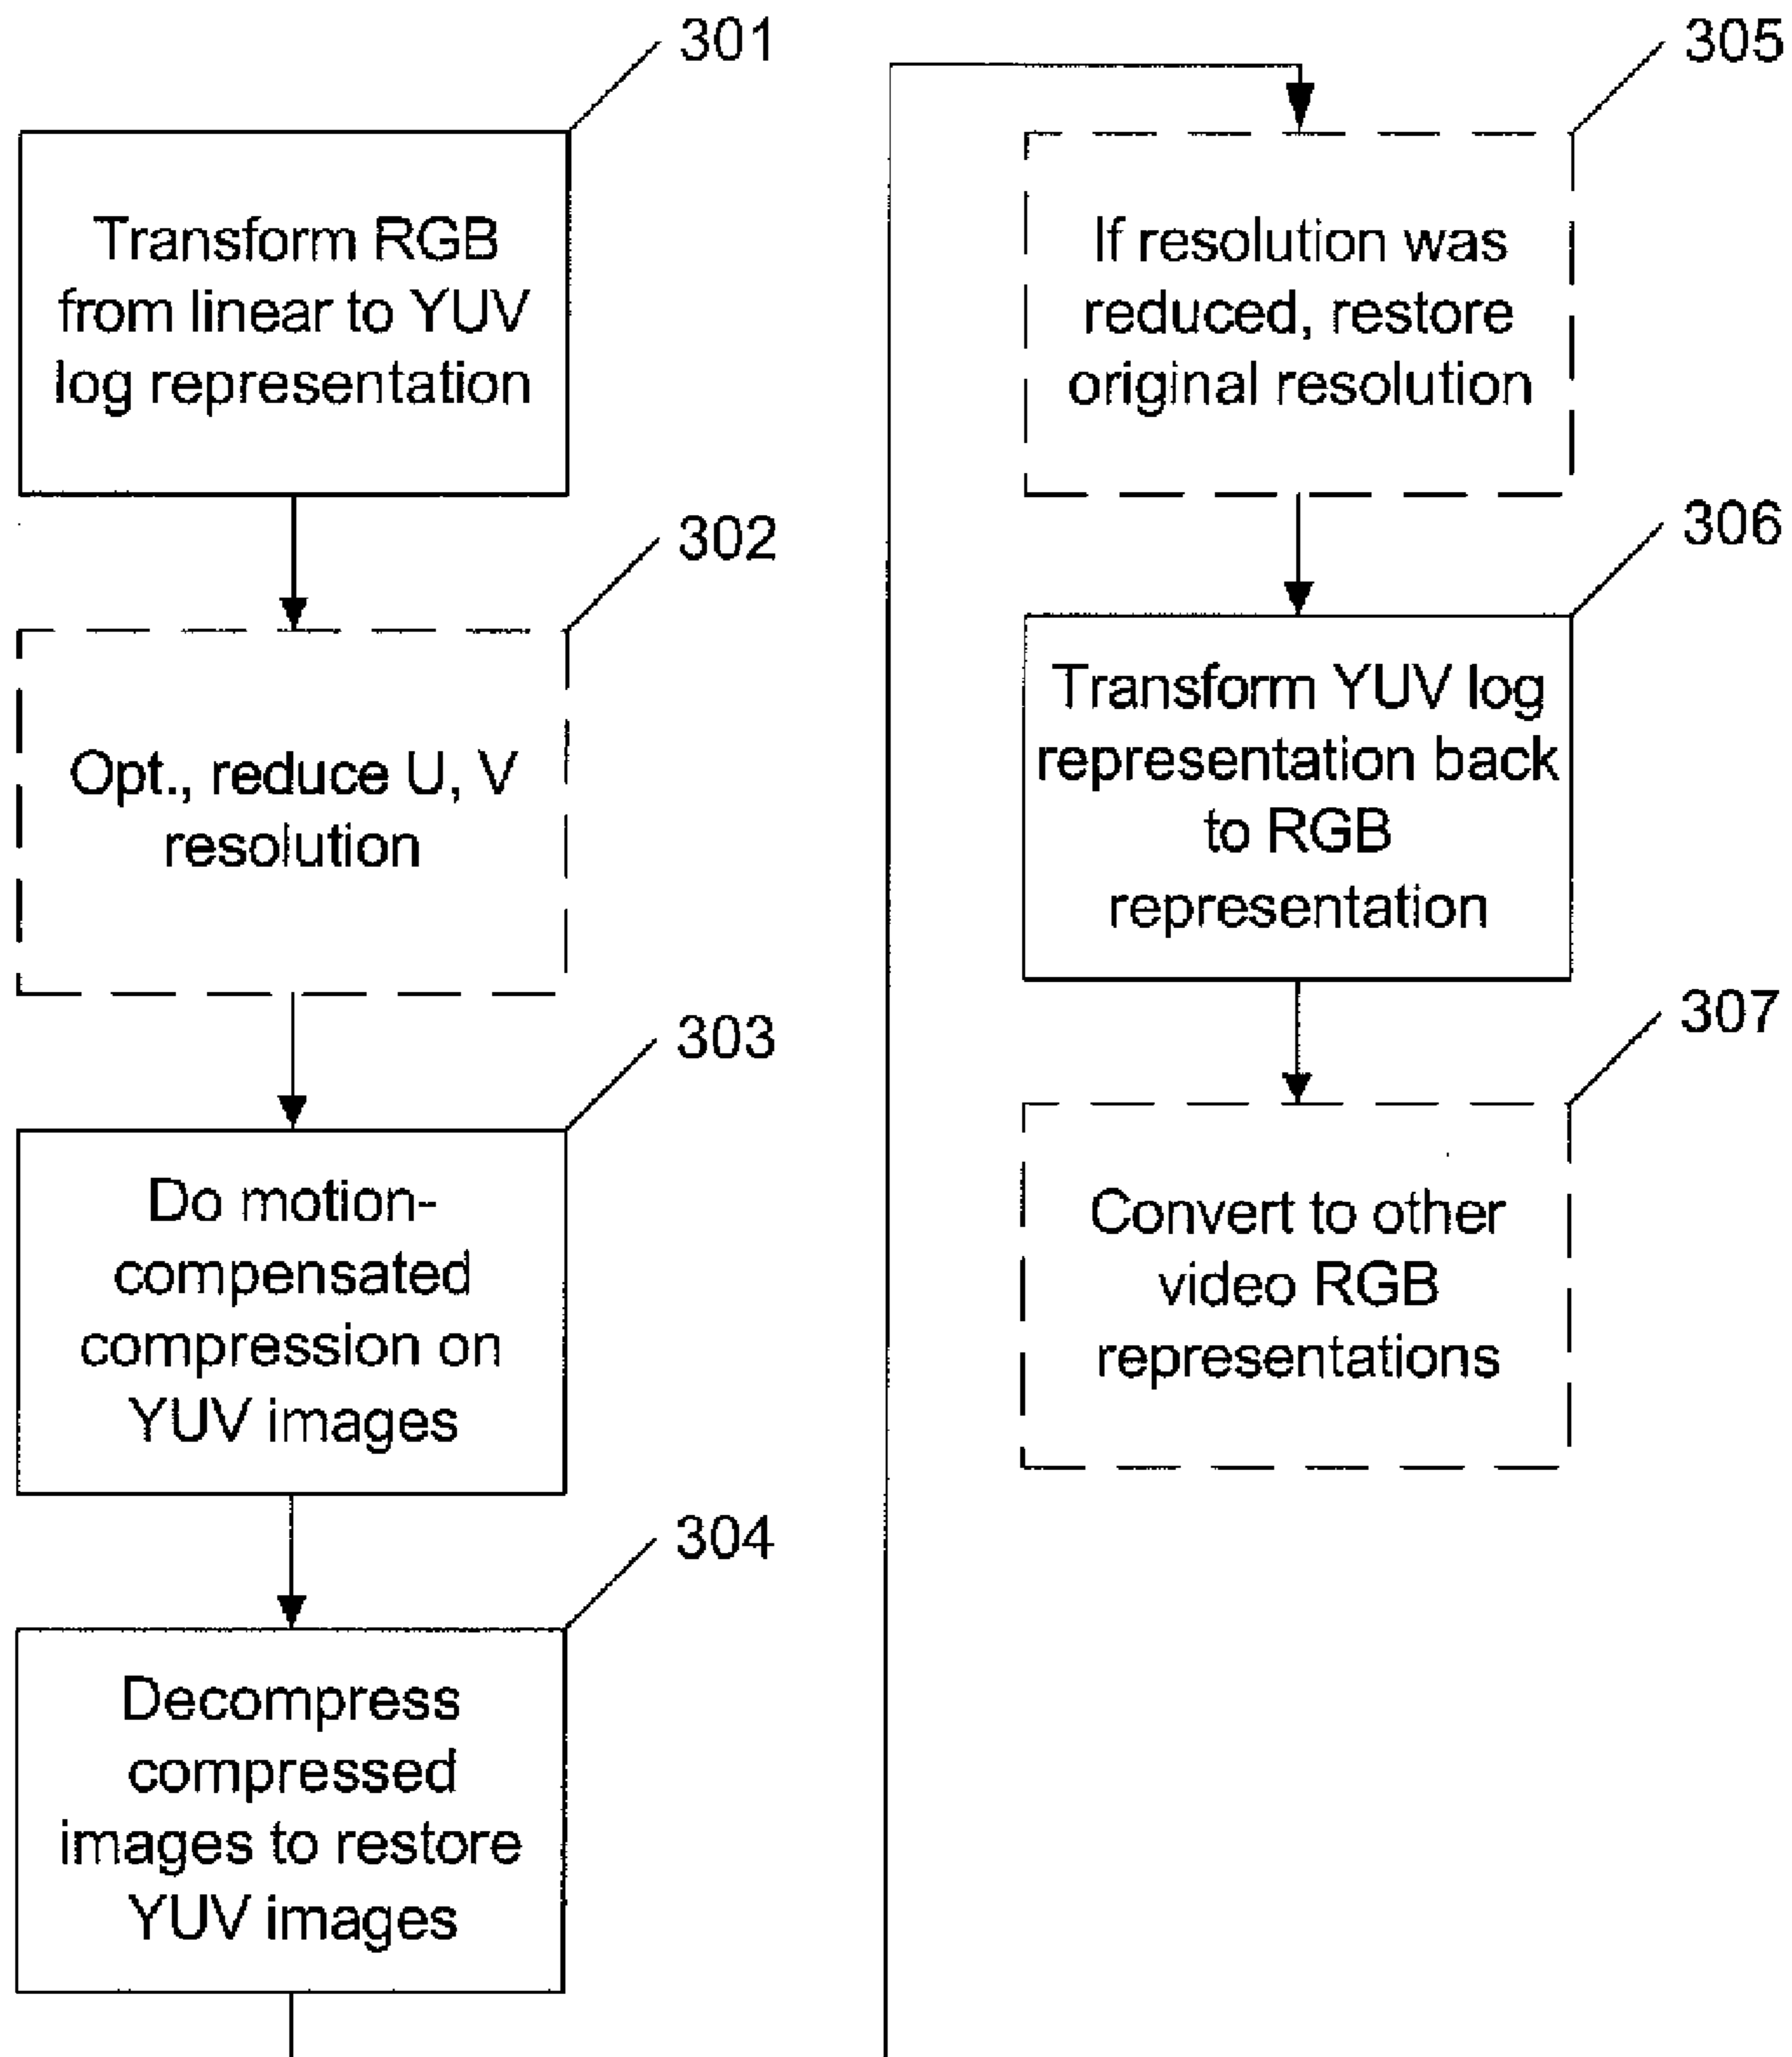 301
Transform RGB
from linear to YUV
log representation
302
Opt., reduce U, V
resolution
303
Do motion-
compensated
compression on
YUV images
304
Decompress
compressed
images to restore
YUV images
305
If resolution was
reduced, restore
original resolution
306
Transform YUV log
representation back
to RGB
representation
307
Convert to other
video RGB
representations